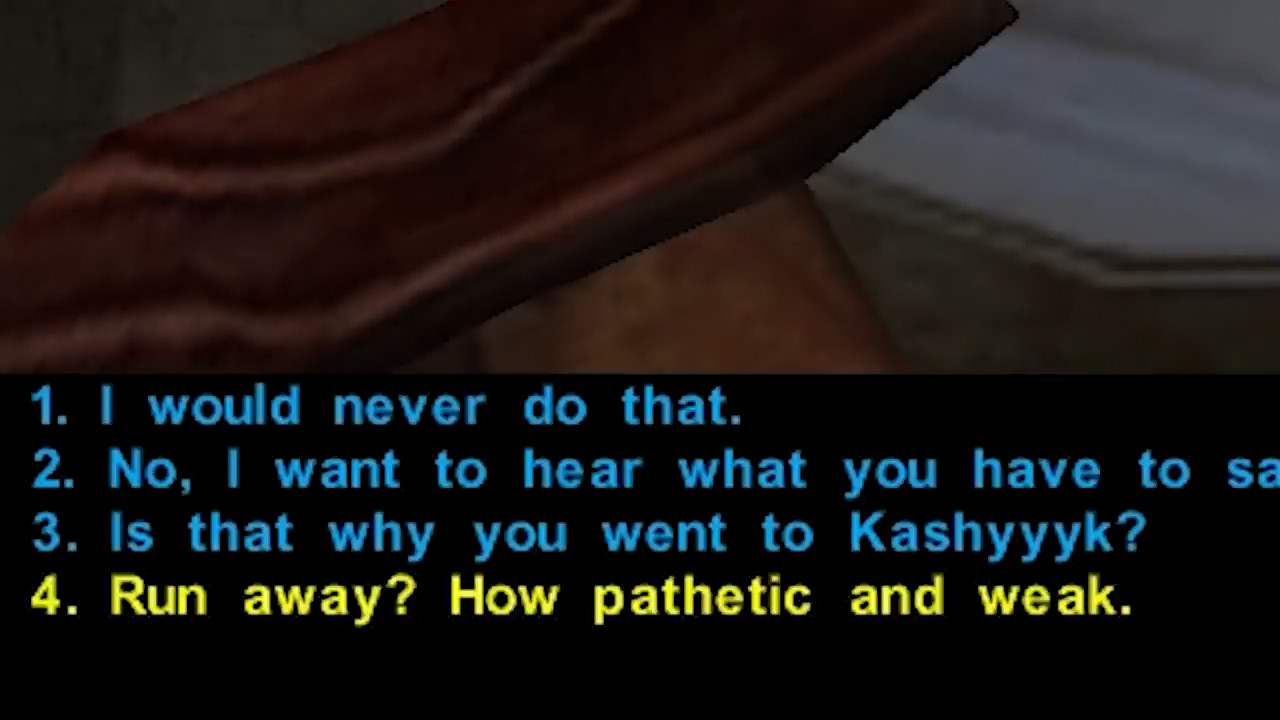 1. I would never do that.
2. No, I want to hear what you have to sa
3. Is that why you went to Kashyyyk?
4. Run away? How pathetic and weak.